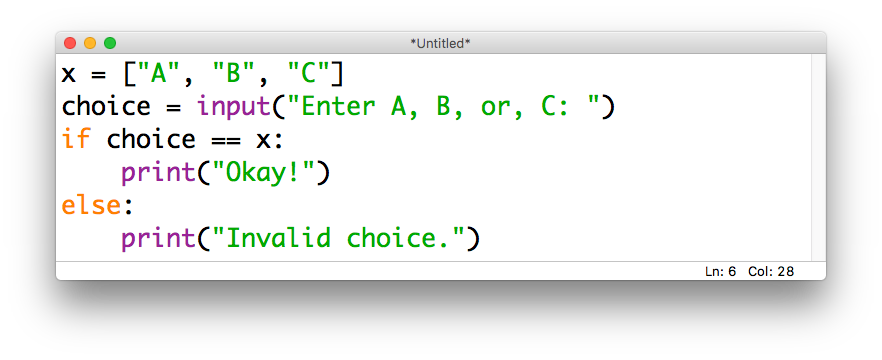 *Untitled*
x = ["A", "B", "C"]
choice = input("Enter A, B, or, C: ")
if choice == x:
    print("Okay!")
else:
    print("Invalid choice.")
Ln: 6 Col: 28